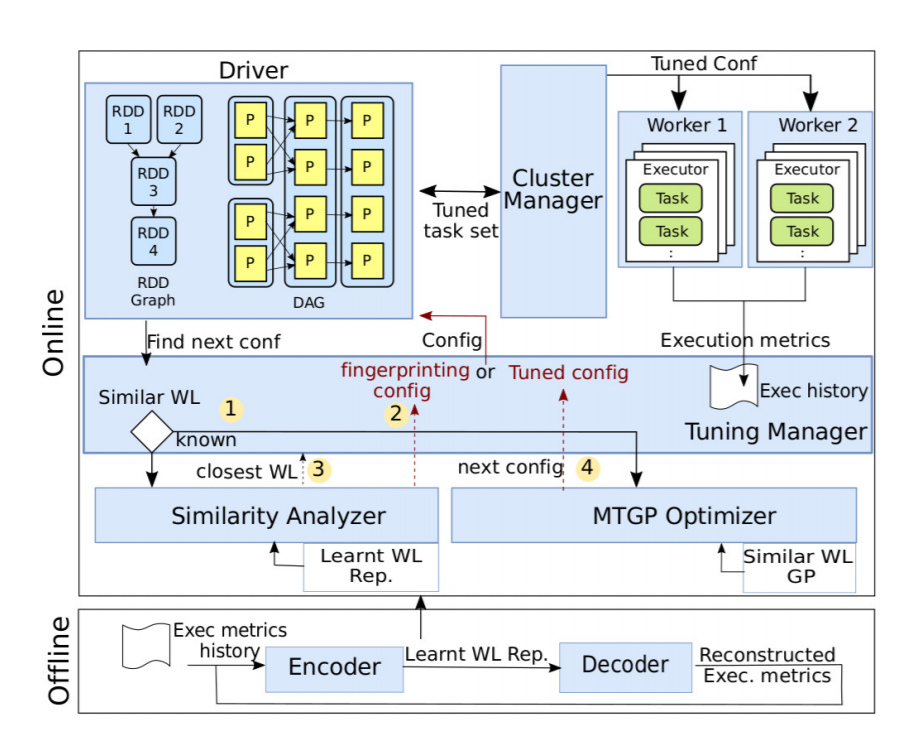 Online
Driver
RDD
1
RDD
2
RDD
3
RDD
4
RDD
Graph
P
P
P
P
P
P
P
P
P
P
P
P
DAG
Tuned
task set
Cluster
Manager
Tuned Conf
Worker 1
Executor
Task
Task
:
Worker 2
Executor
Task
Task
:
Find next conf
Config
Execution metrics
Similar WL
1
known
fingerprinting or
config
2
Tuned config
Exec history
Tuning Manager
closest WL
3
next config
4
Similarity Analyzer
Learnt WL
Rep.
MTGP Optimizer
Similar WL
GP
Offline
Exec metrics
history
Encoder
Learnt WL Rep.
Decoder
Reconstructed
Exec. metrics